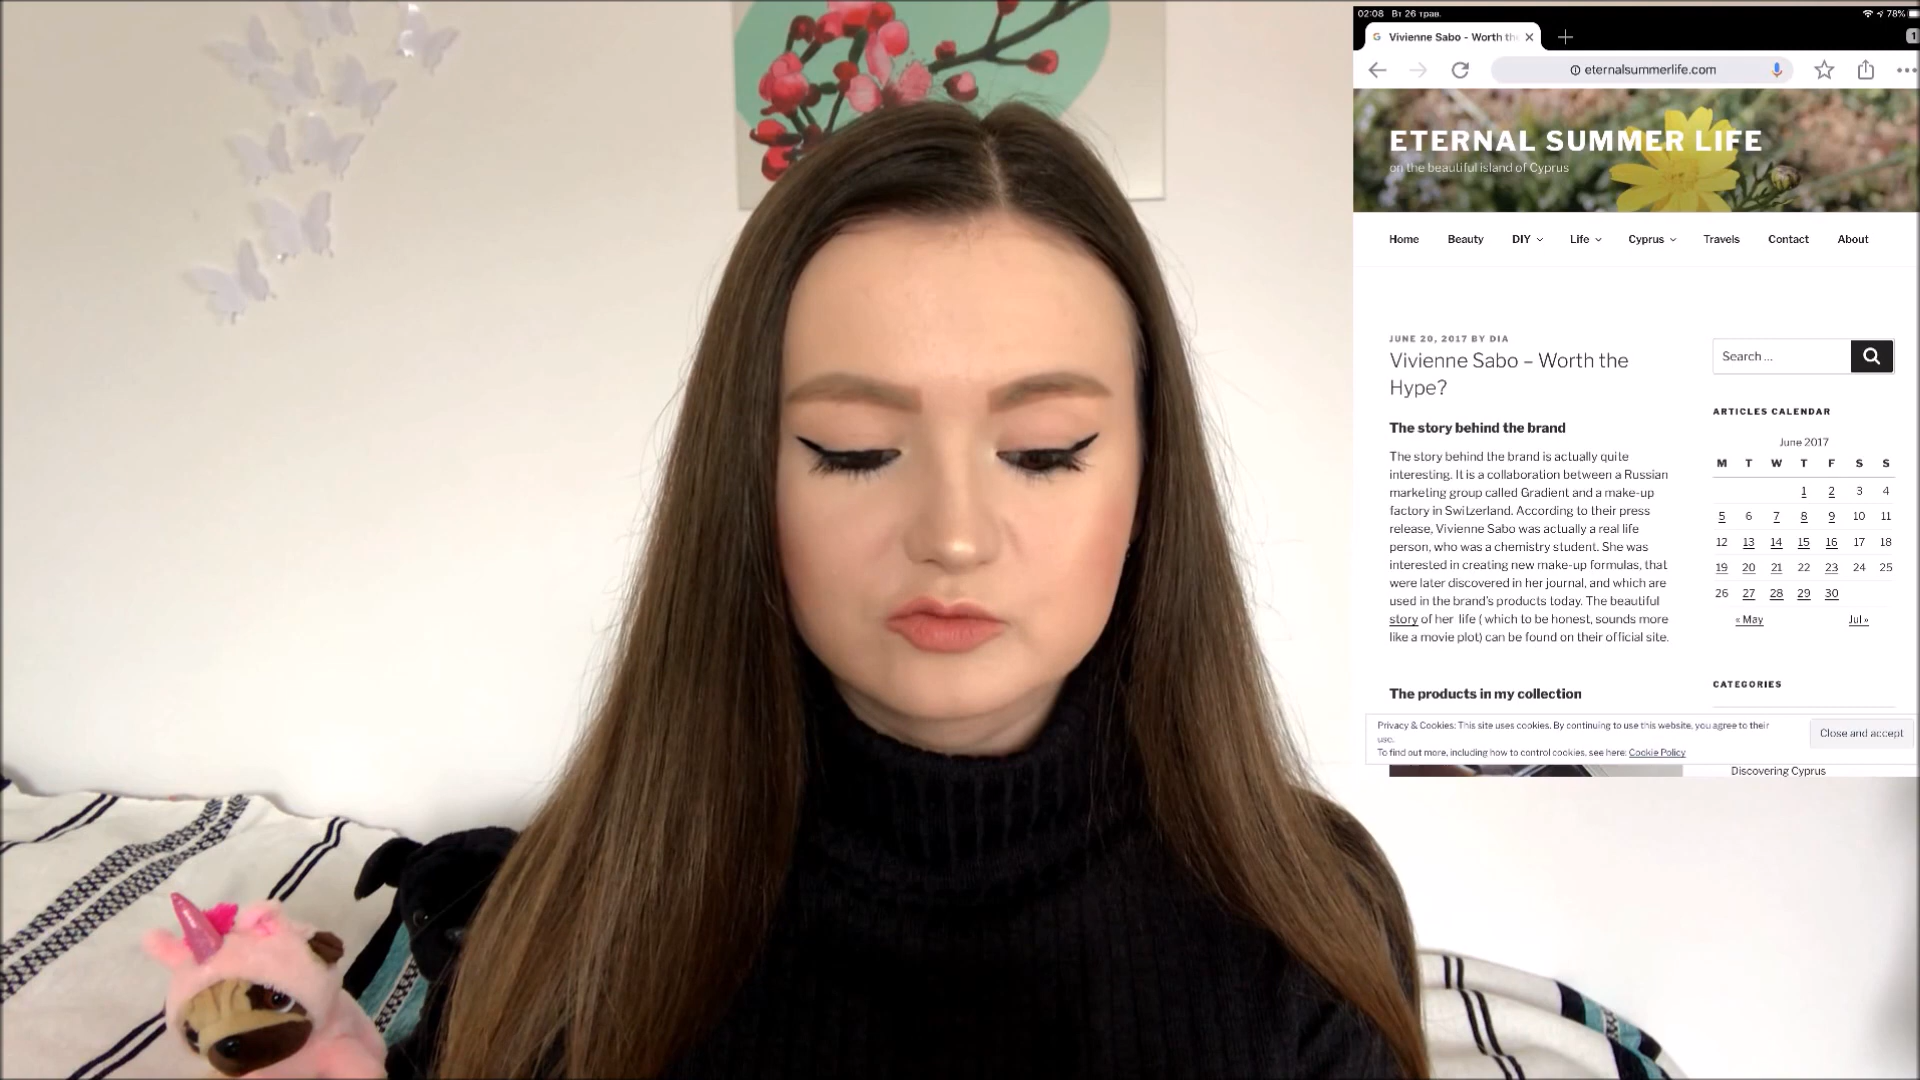 02:08 Вт 26 трав.
78%
Vivienne Sabo - Worth th
1
eternalsummerlife.com
ETERNAL SUMMER LIFE
on the beautiful island of Cyprus
Home Beauty DIY Life Cyprus Travels Contact About
JUNE 20, 2017 BY DIA
Vivienne Sabo – Worth the
Hype?
The story behind the brand
The story behind the brand is actually quite
interesting. It is a collaboration between a Russian
marketing group called Gradient and a make-up
factory in Switzerland. According to their press
release, Vivienne Sabo was actually a real life
person, who was a chemistry student. She was
interested in creating new make-up formulas, that
were later discovered in her journal, and which are
used in the brand's products today. The beautiful
story of her life ( which to be honest, sounds more
like a movie plot) can be found on their official site.
The products in my collection
Search ...
ARTICLES CALENDAR
June 2017
M T W T F S S
1 2 3 4
5 6 7 8 9 10 11
12 13 14 15 16 17 18
19 20 21 22 23 24 25
26 27 28 29 30
« May Jul »
CATEGORIES
Privacy & Cookies: This site uses cookies. By continuing to use this website, you agree to their
use.
To find out more, including how to control cookies, see here: Cookie Policy
Close and accept
Discovering Cyprus